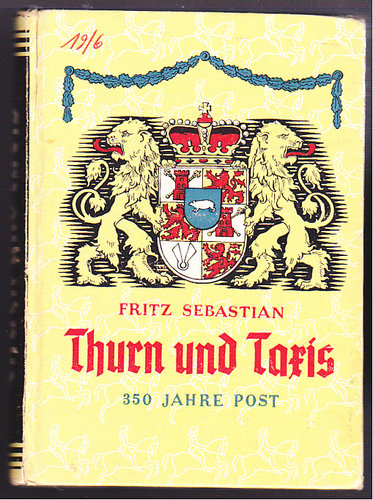 19/6
FRITZ SEBASTIAN
Thurn und Taxis
350 JAHRE POST